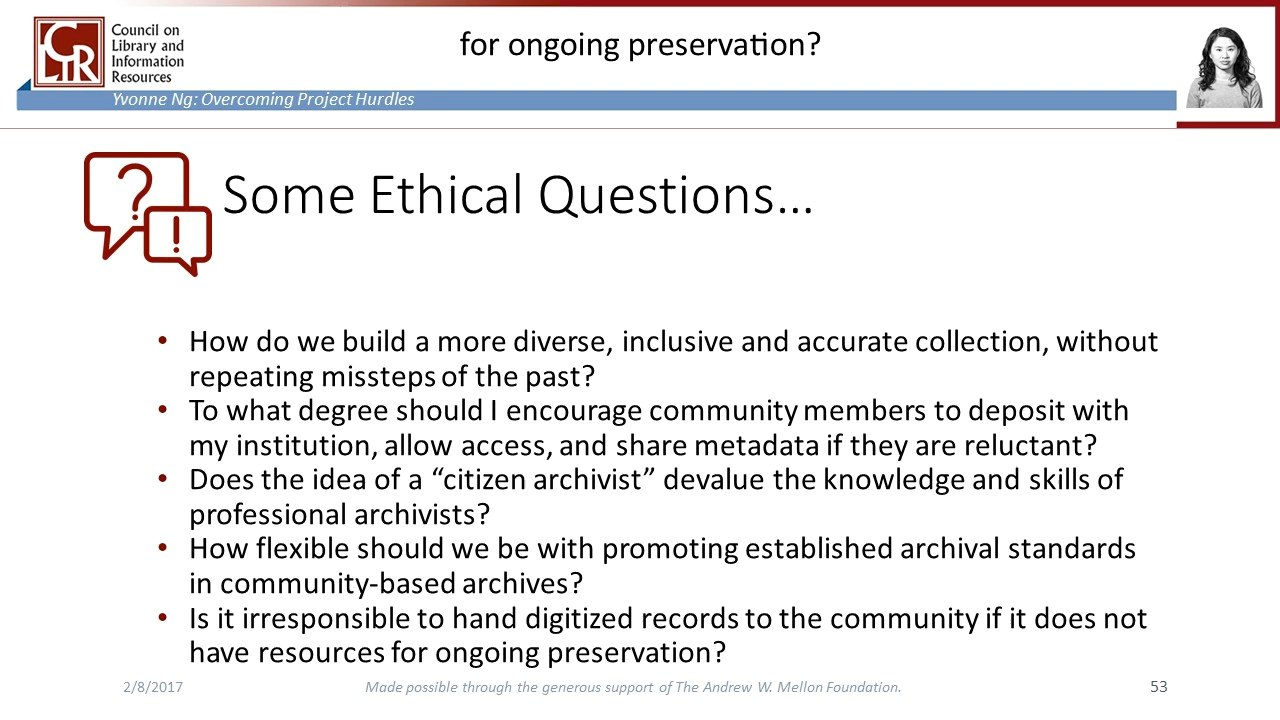 for ongoing preservation?
CLIR
Council on
Library and
Information
Resources
Yvonne Ng: Overcoming Project Hurdles
? !
Some Ethical Questions...
• How do we build a more diverse, inclusive and accurate collection, without
repeating missteps of the past?
• To what degree should I encourage community members to deposit with
my institution, allow access, and share metadata if they are reluctant?
• Does the idea of a “citizen archivist” devalue the knowledge and skills of
professional archivists?
• How flexible should we be with promoting established archival standards
in community-based archives?
• Is it irresponsible to hand digitized records to the community if it does not
have resources for ongoing preservation?
2/8/2017
Made possible through the generous support of The Andrew W. Mellon Foundation.
53